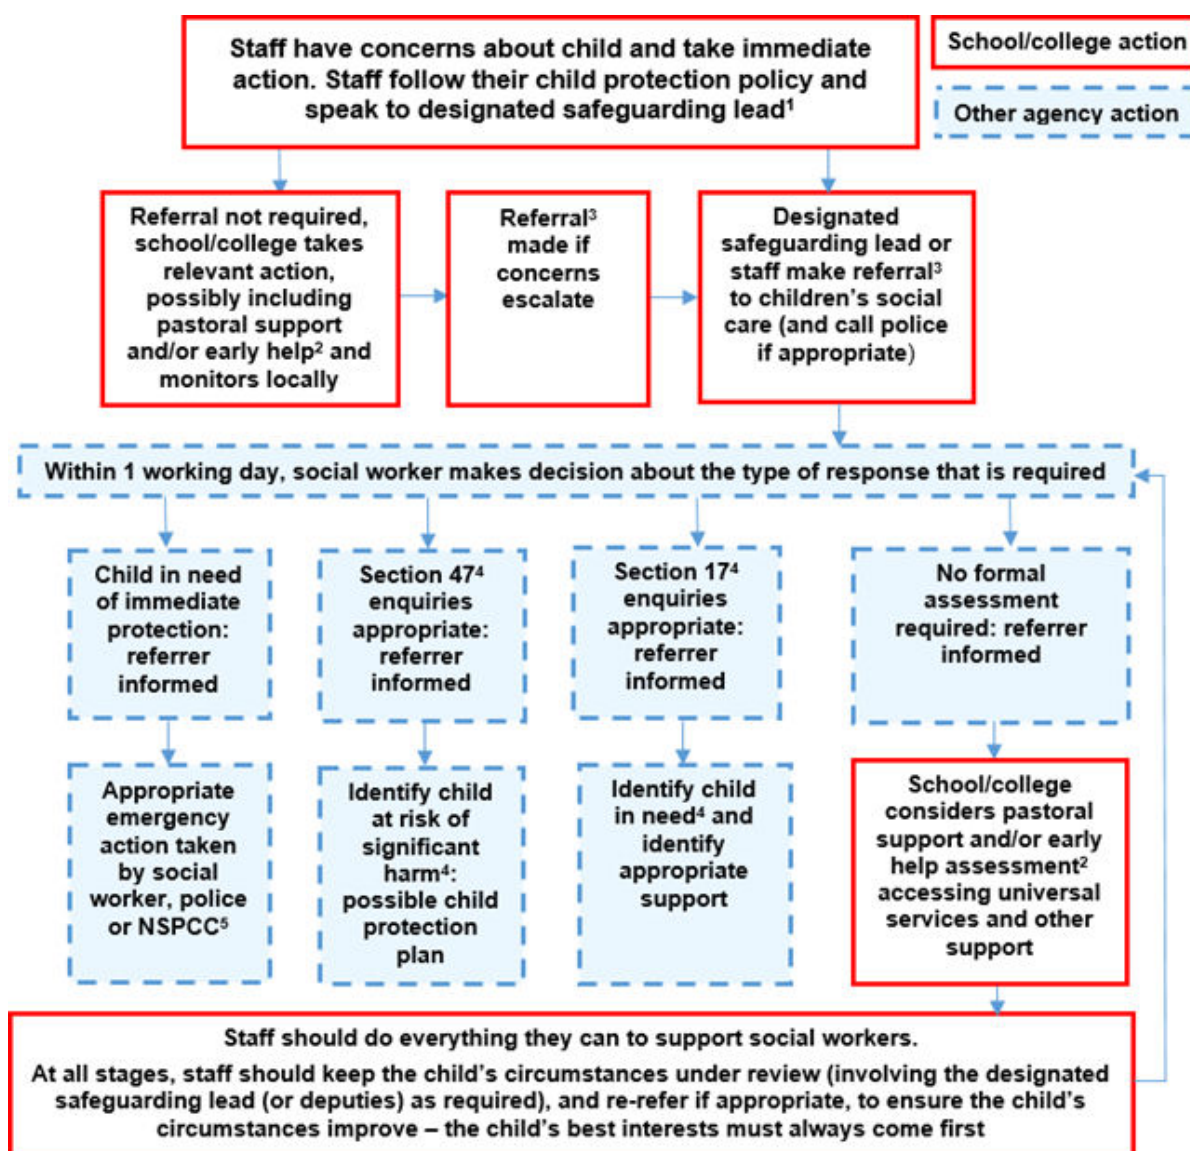 Staff have concerns about child and take immediate
action. Staff follow their child protection policy and
speak to designated safeguarding lead¹
School/college action
Other agency action
Referral not required,
school/college takes
relevant action,
possibly including
pastoral support
and/or early help² and
monitors locally
Referral³
made if
concerns
escalate
Designated
safeguarding lead or
staff make referral³
to children’s social
care (and call police
if appropriate)
Within 1 working day, social worker makes decision about the type of response that is required
Child in need
of immediate
protection:
referrer
informed
Section 47⁴
enquiries
appropriate:
referrer
informed
Section 17⁴
enquiries
appropriate:
referrer
informed
No formal
assessment
required: referrer
informed
Appropriate
emergency
action taken
by social
worker, police
or NSPCC⁵
Identify child
at risk of
significant
harm⁴:
possible child
protection
plan
Identify child
in need⁴ and
identify
appropriate
support
School/college
considers pastoral
support and/or early
help assessment²
accessing universal
services and other
support
Staff should do everything they can to support social workers.
At all stages, staff should keep the child’s circumstances under review (involving the designated
safeguarding lead (or deputies) as required), and re-refer if appropriate, to ensure the child’s
circumstances improve – the child’s best interests must always come first